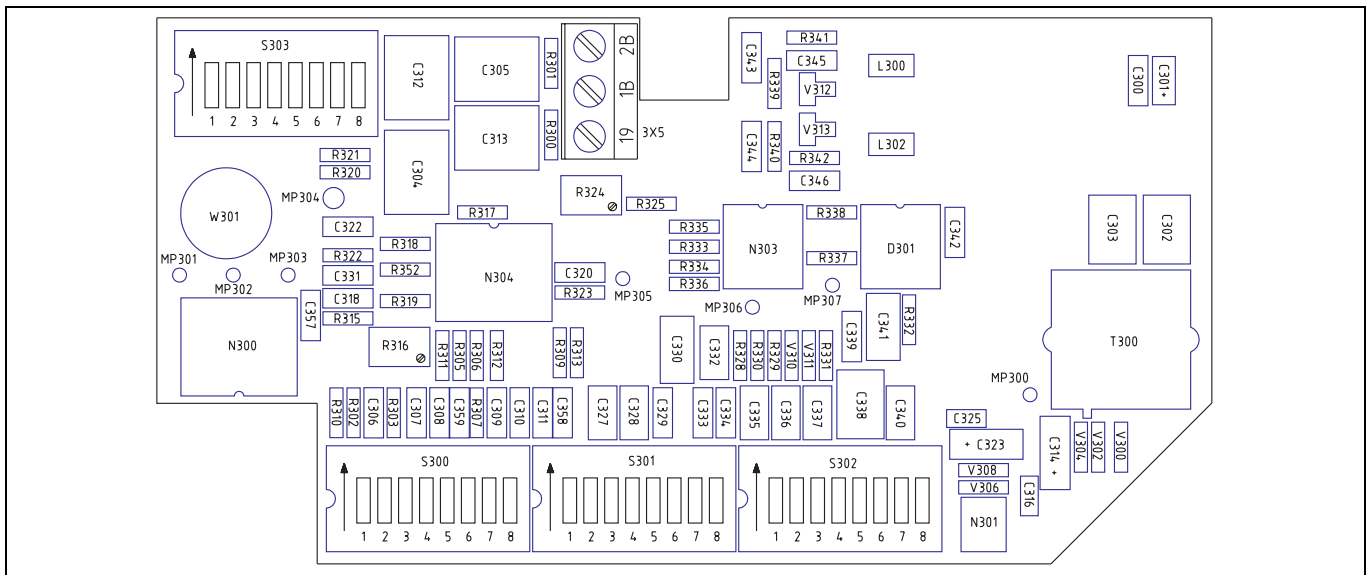 S303
1 2 3 4 5 6 7 8
C312
C305
R301
2B
1B
19
3X5
C313
R300
C304
R321
R320
MP304
W301
MP301
MP302
MP303
C322
R322
C331
C318
R315
C357
N300
R317
R318
R352
R319
N304
R316
R324
R325
C320
R323
MP305
C343
R339
R341
C345
V312
V313
C344
R340
R342
C346
L300
L302
C300
C301+
C303
C302
R335
R333
R334
R336
N303
R338
R337
D301
C342
MP306
MP307
C341
R332
C339
T300
MP300
R311
R305
R306
R312
R309
R313
C330
C332
R328
R330
R329
V310
V311
R331
R310
R302
C306
R303
C307
C308
C359
R307
C309
C310
C311
C358
C327
C328
C329
C333
C334
C335
C336
C337
C338
C340
C325
+ C323
C314 +
V304
V302
V300
V308
V306
C316
N301
S300
1 2 3 4 5 6 7 8
S301
1 2 3 4 5 6 7 8
S302
1 2 3 4 5 6 7 8